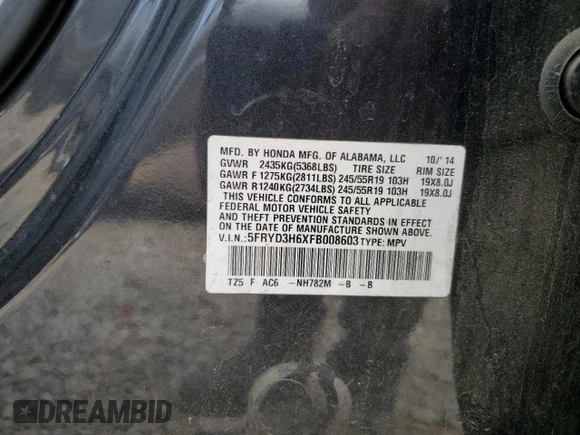 MFD. BY HONDA MFG. OF ALABAMA, LLC 10/'14
GVWR 2435KG(5368LBS) TIRE SIZE RIM SIZE
GAWR F 1275KG(2811LBS) 245/55R19 103H 19X8.0J
GAWR R 1240KG(2734LBS) 245/55R19 103H 19X8.0J
THIS VEHICLE CONFORMS TO ALL APPLICABLE
FEDERAL MOTOR VEHICLE SAFETY
AND THEFT PREVENTION STANDARDS IN EFFECT
ON THE DATE OF MANUFACTURE SHOWN ABOVE.
V.I.N.:5FRYD3H6XFB008603 TYPE: MPV
TZ5 F AC6 -NH782M -B -B
DREAMBID